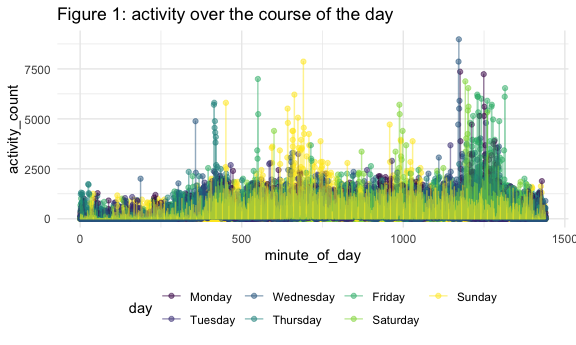 Figure 1: activity over the course of the day
7500
5000
2500
0
activity_count
0 500 1000 1500
minute_of_day
day
Monday Wednesday Friday Sunday
Tuesday Thursday Saturday